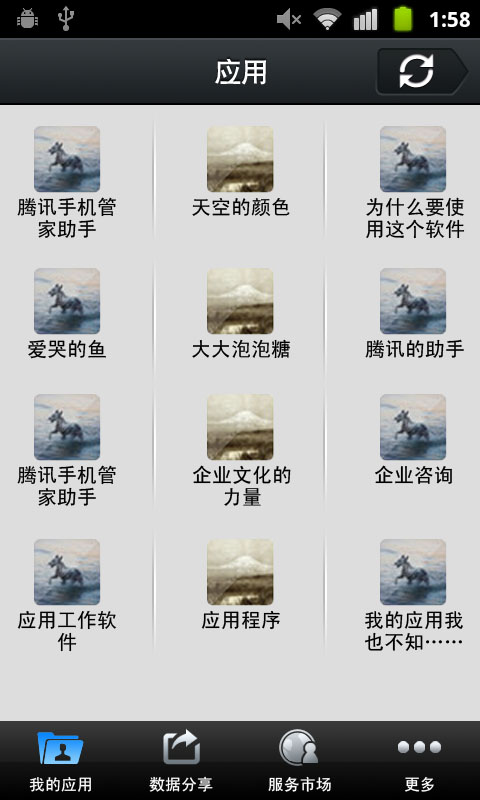 1:58
应用
腾讯手机管
家助手
天空的颜色
为什么要使
用这个软件
爱哭的鱼
大大泡泡糖
腾讯的助手
腾讯手机管
家助手
企业文化的
力量
企业咨询
应用工作软
件
应用程序
我的应用我
也不知……
我的应用
数据分享
服务市场
更多